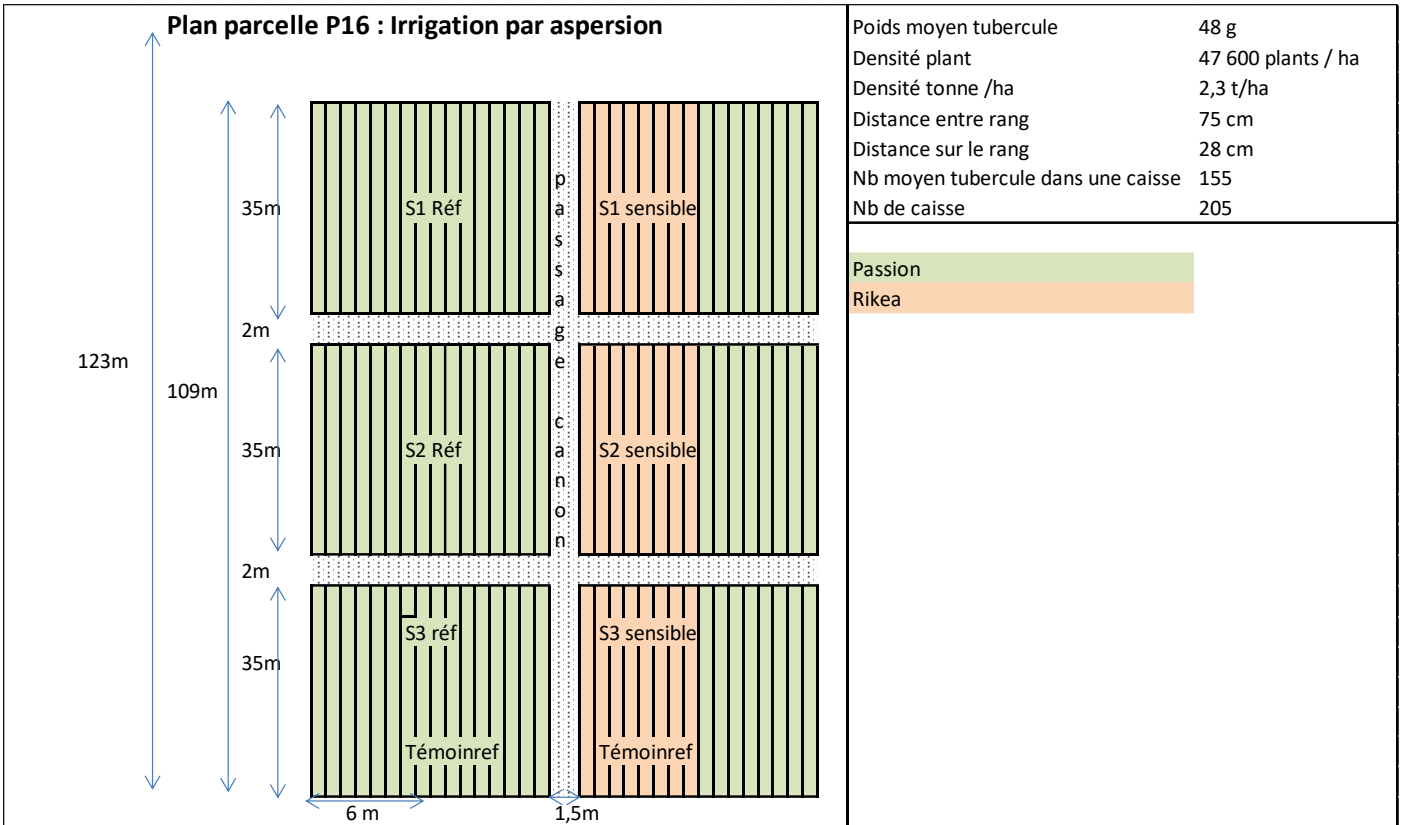 Plan parcelle P16 : Irrigation par aspersion
Poids moyen tubercule 48 g
Densité plant 47 600 plants / ha
Densité tonne /ha 2,3 t/ha
Distance entre rang 75 cm
Distance sur le rang 28 cm
Nb moyen tubercule dans une caisse 155
Nb de caisse 205
Passion
Rikea
123m
109m
35m
S1 Réf
S1 sensible
2m
35m
S2 Réf
S2 sensible
2m
35m
S3 réf
S3 sensible
Témoinref
Témoinref
passage canon
6 m
1,5m